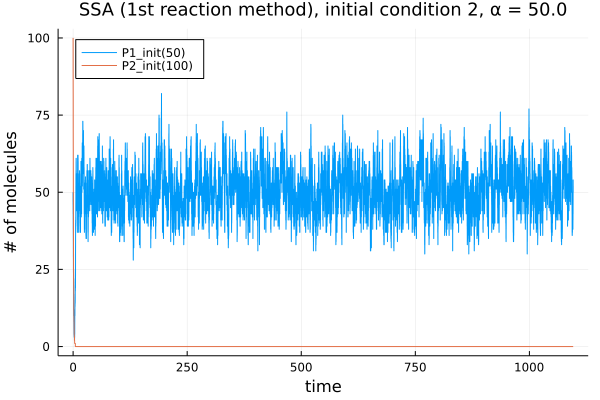 SSA (1st reaction method), initial condition 2, α = 50.0
100
P1_init(50)
P2_init(100)
75
50
25
0
# of molecules
0 250 500 750 1000
time